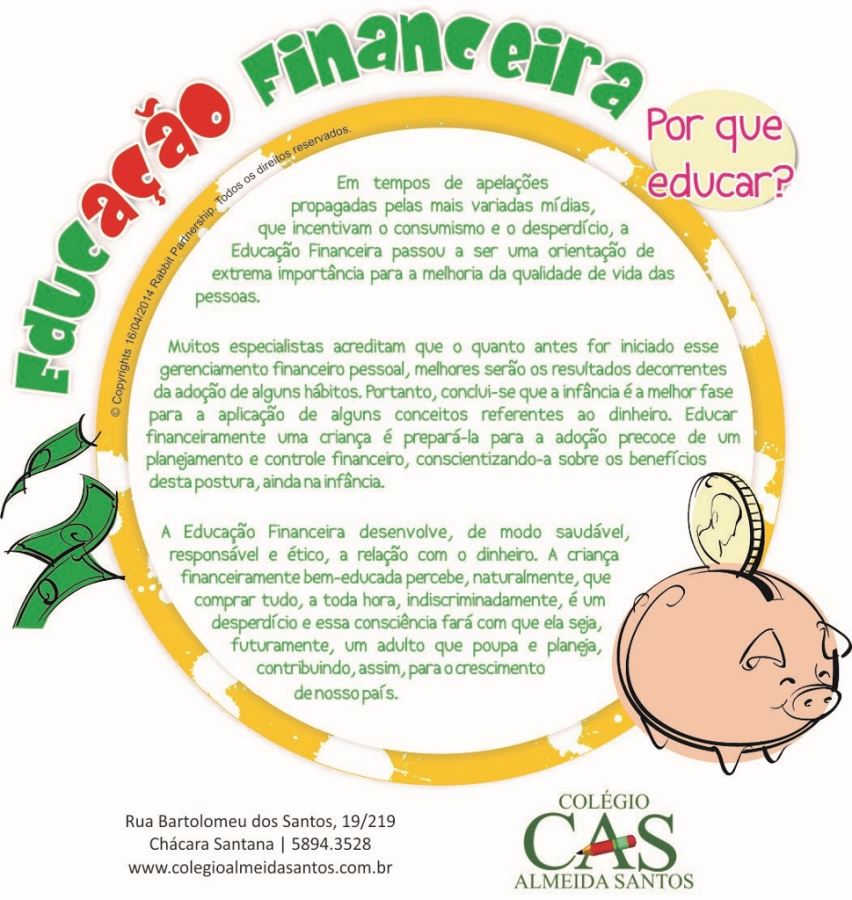 Educação Financeira
Por que
educar?
© Copyrights 16/04/2014 Rabbit Partnership. Todos os direitos reservados.
Em tempos de apelações
propagadas pelas mais variadas mídias,
que incentivam o consumismo e o desperdício, a
Educação Financeira passou a ser uma orientação de
extrema importância para a melhoria da qualidade de vida das
pessoas.
Muitos especialistas acreditam que o quanto antes for iniciado esse
gerenciamento financeiro pessoal, melhores serão os resultados decorrentes
da adoção de alguns hábitos. Portanto, conclui-se que a infância é a melhor fase
para a aplicação de alguns conceitos referentes ao dinheiro. Educar
financeiramente uma criança é prepará-la para a adoção precoce de um
planejamento e controle financeiro, conscientizando-a sobre os benefícios
desta postura, ainda na infância.
A Educação Financeira desenvolve, de modo saudável,
responsável e ético, a relação com o dinheiro. A criança
financeiramente bem-educada percebe, naturalmente, que
comprar tudo, a toda hora, indiscriminadamente, é um
desperdício e essa consciência fará com que ela seja,
futuramente, um adulto que poupa e planeja,
contribuindo, assim, para o crescimento
de nosso país.
Rua Bartolomeu dos Santos, 19/219
Chácara Santana | 5894.3528
www.colegioalmeidasantos.com.br
COLÉGIO
CAS
ALMEIDA SANTOS